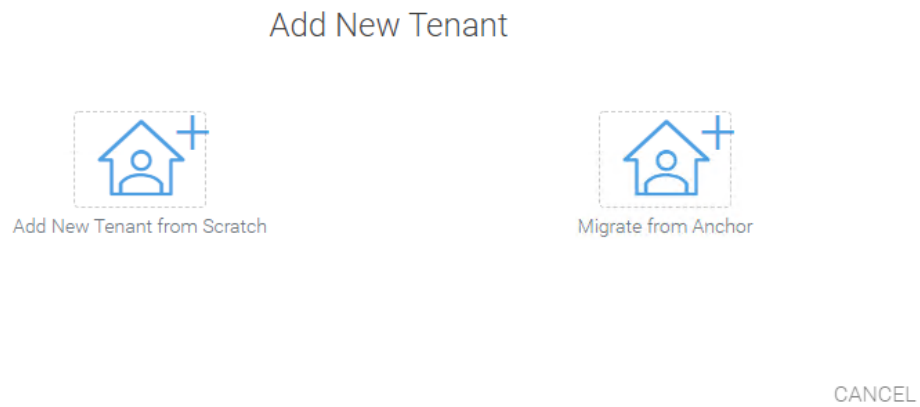 Add New Tenant
Add New Tenant from Scratch
Migrate from Anchor
CANCEL